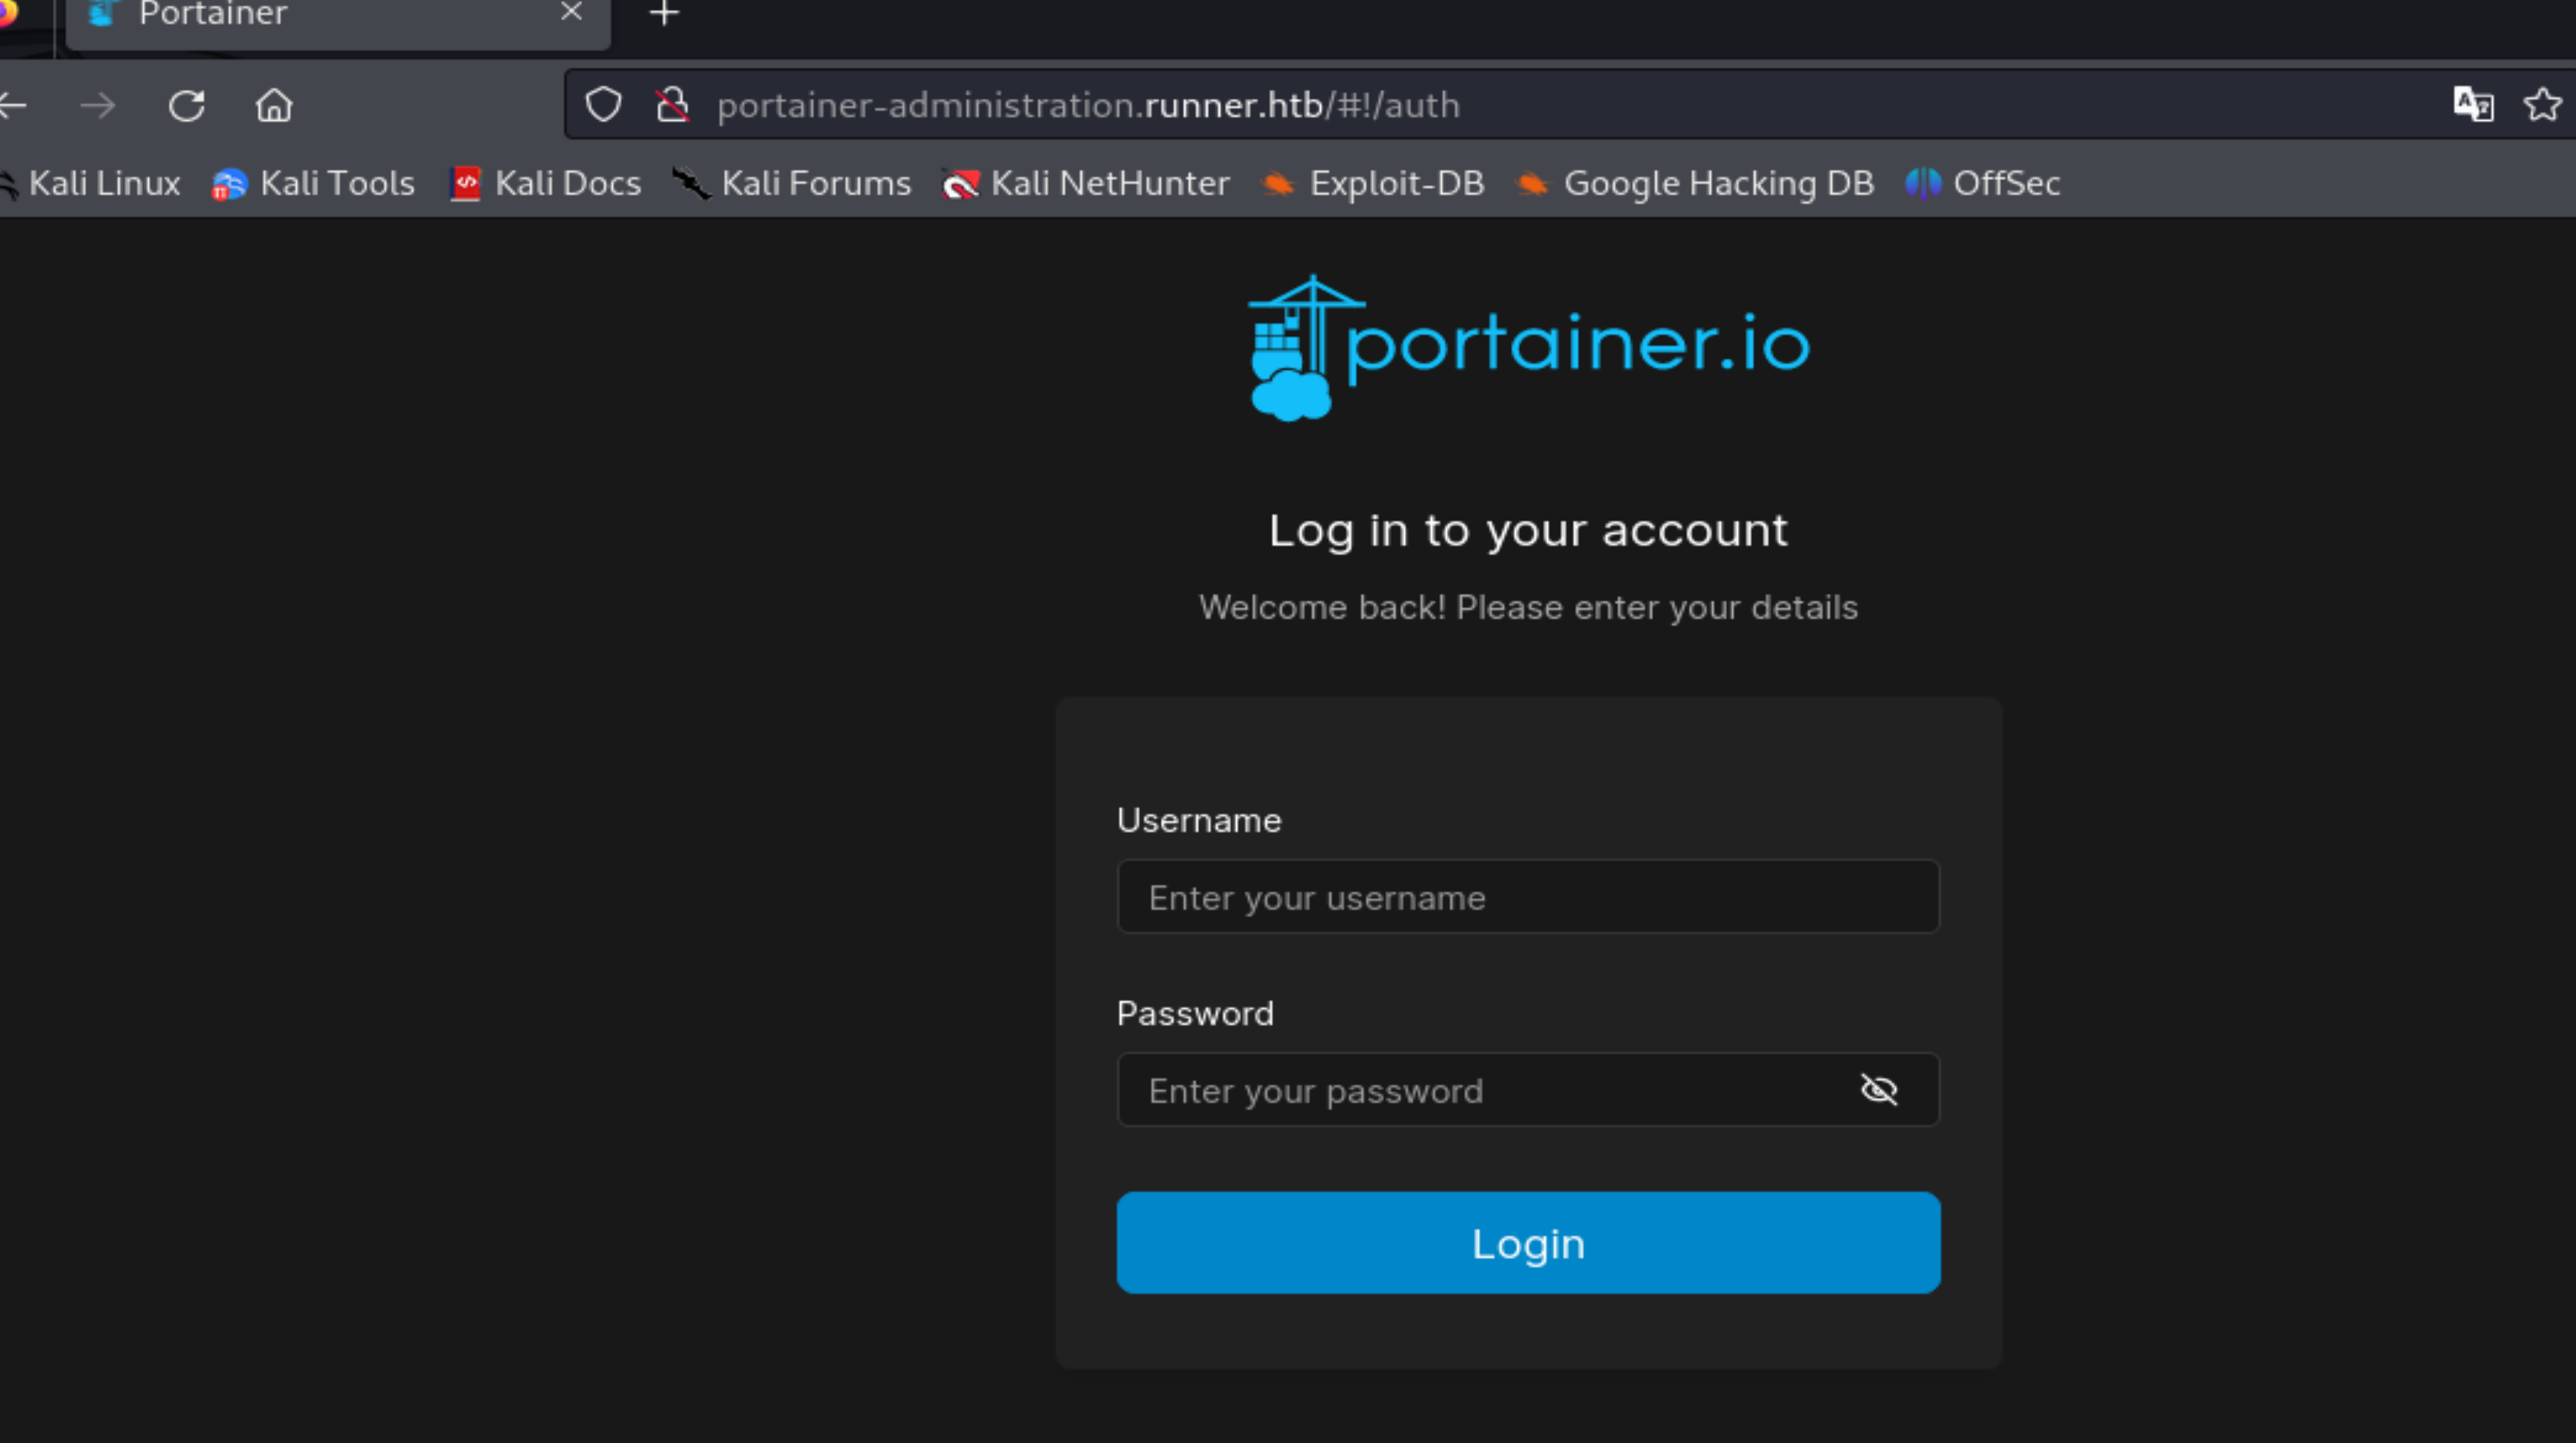 Portainer
portainer-administration.runner.htb/#!/auth
Kali Linux Kali Tools Kali Docs Kali Forums Kali NetHunter Exploit-DB Google Hacking DB OffSec
portainer.io
Log in to your account
Welcome back! Please enter your details
Username
Enter your username
Password
Enter your password
Login